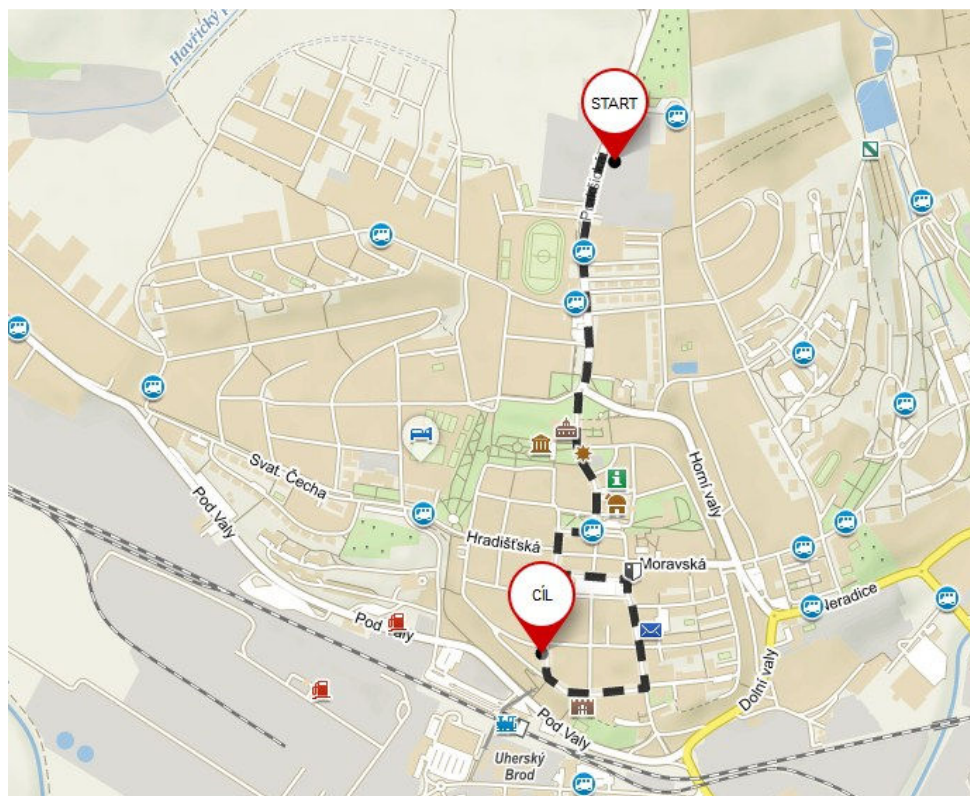 Havřický
START
Horní valy
Svat. Čecha
Pod Valy
Hradišťská
Moravská
CÍL
Neradice
Pod Valy
Dolní valy
Pod Valy
Uherský
Brod